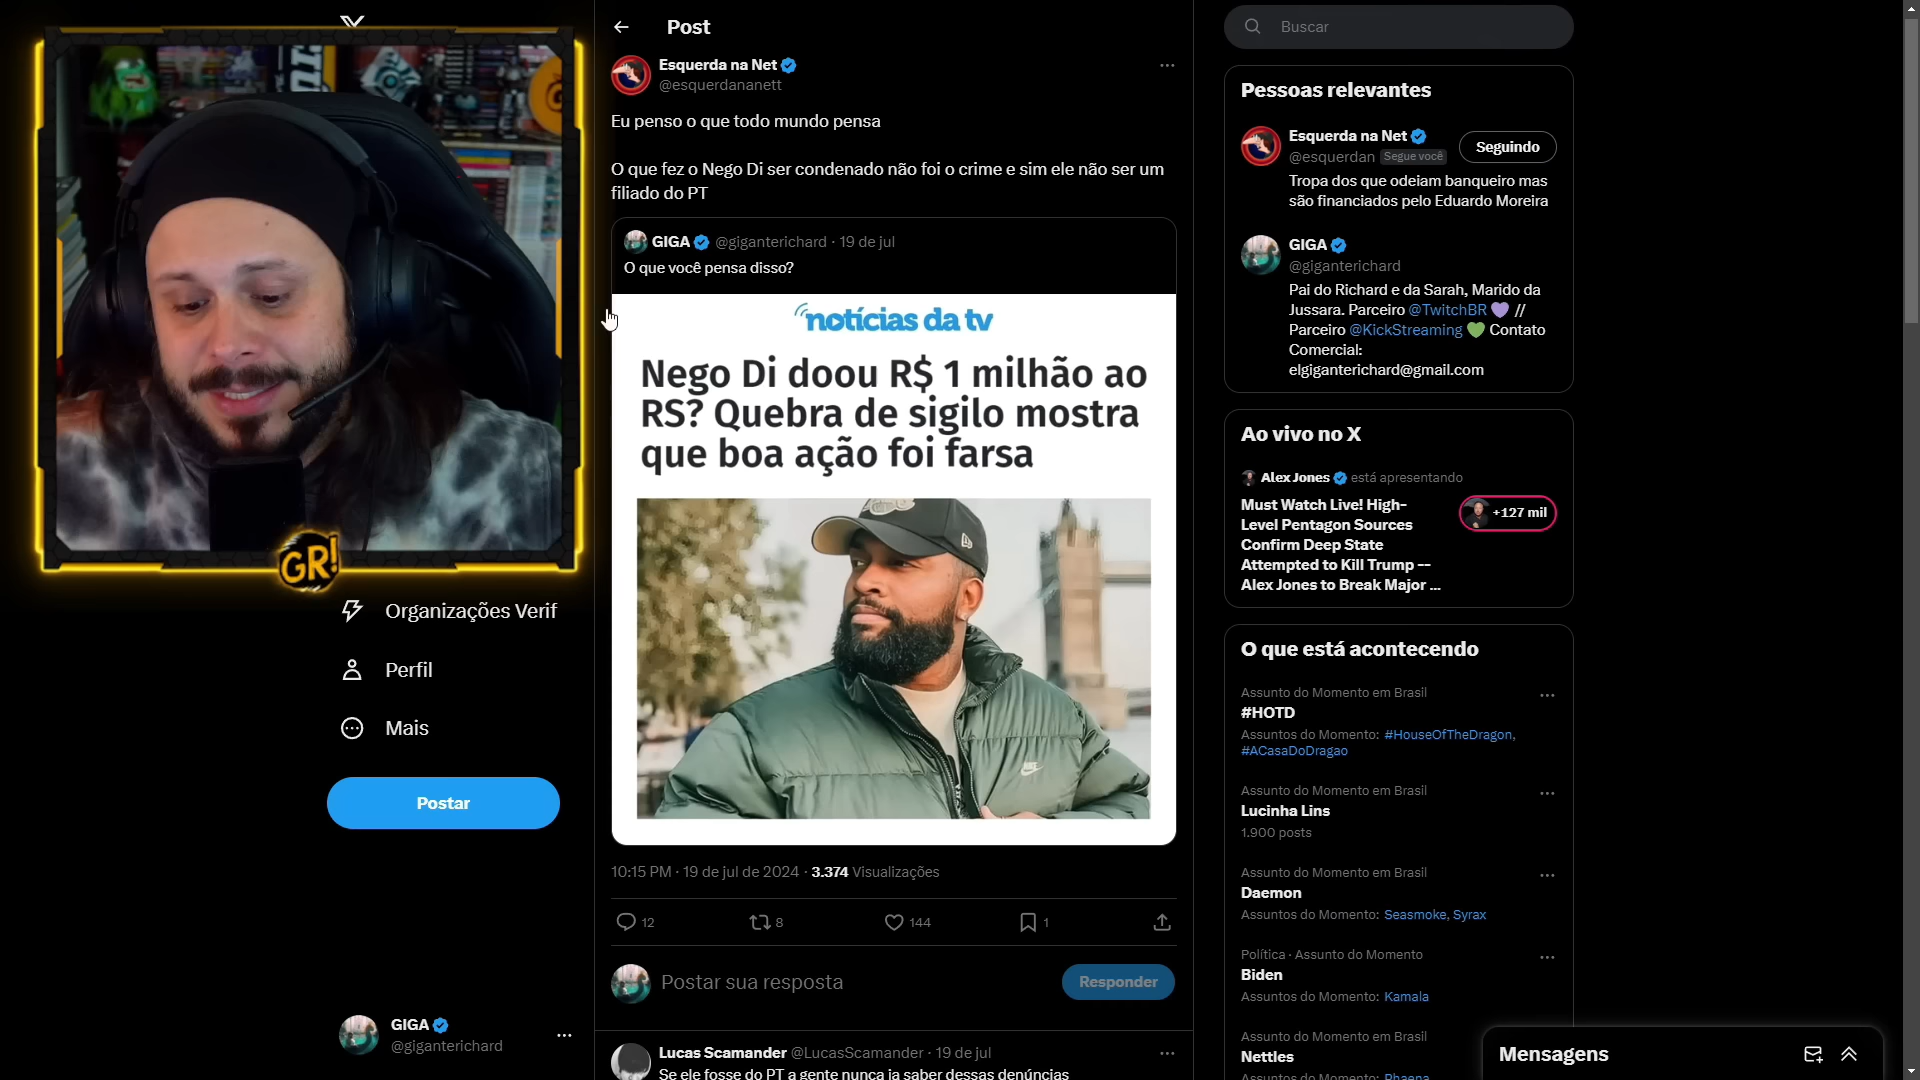 Post
Esquerda na Net
@esquerdananett
Eu penso o que todo mundo pensa
O que fez o Nego Di ser condenado não foi o crime e sim ele não ser um
filiado do PT
GIGA @giganterichard · 19 de jul
O que você pensa disso?
notícias da tv
Nego Di doou R$ 1 milhão ao
RS? Quebra de sigilo mostra
que boa ação foi farsa
10:15 PM · 19 de jul de 2024 · 3.374 Visualizações
12
8
144
1
Postar sua resposta
Responder
Lucas Scamander @LucasScamander · 19 de jul
Se ele fosse do PT a gente nunca ia saber dessas denúncias
GR!
Organizações Verif
Perfil
Mais
Postar
GIGA
@giganterichard
Buscar
Pessoas relevantes
Esquerda na Net
@esquerdan Segue você
Seguindo
Tropa dos que odeiam banqueiro mas
são financiados pelo Eduardo Moreira
GIGA
@giganterichard
Pai do Richard e da Sarah, Marido da
Jussara. Parceiro @TwitchBR 💜 //
Parceiro @KickStreaming 💚 Contato
Comercial:
elgiganterichard@gmail.com
Ao vivo no X
Alex Jones está apresentando
Must Watch Live! High-
Level Pentagon Sources
Confirm Deep State
Attempted to Kill Trump --
Alex Jones to Break Major ...
+127 mil
O que está acontecendo
Assunto do Momento em Brasil
#HOTD
Assuntos do Momento: #HouseOfTheDragon,
#ACasaDoDragao
Assunto do Momento em Brasil
Lucinha Lins
1.900 posts
Assunto do Momento em Brasil
Daemon
Assuntos do Momento: Seasmoke, Syrax
Política · Assunto do Momento
Biden
Assuntos do Momento: Kamala
Assunto do Momento em Brasil
Nettles
Assuntos do Momento: Rhaena
Mensagens